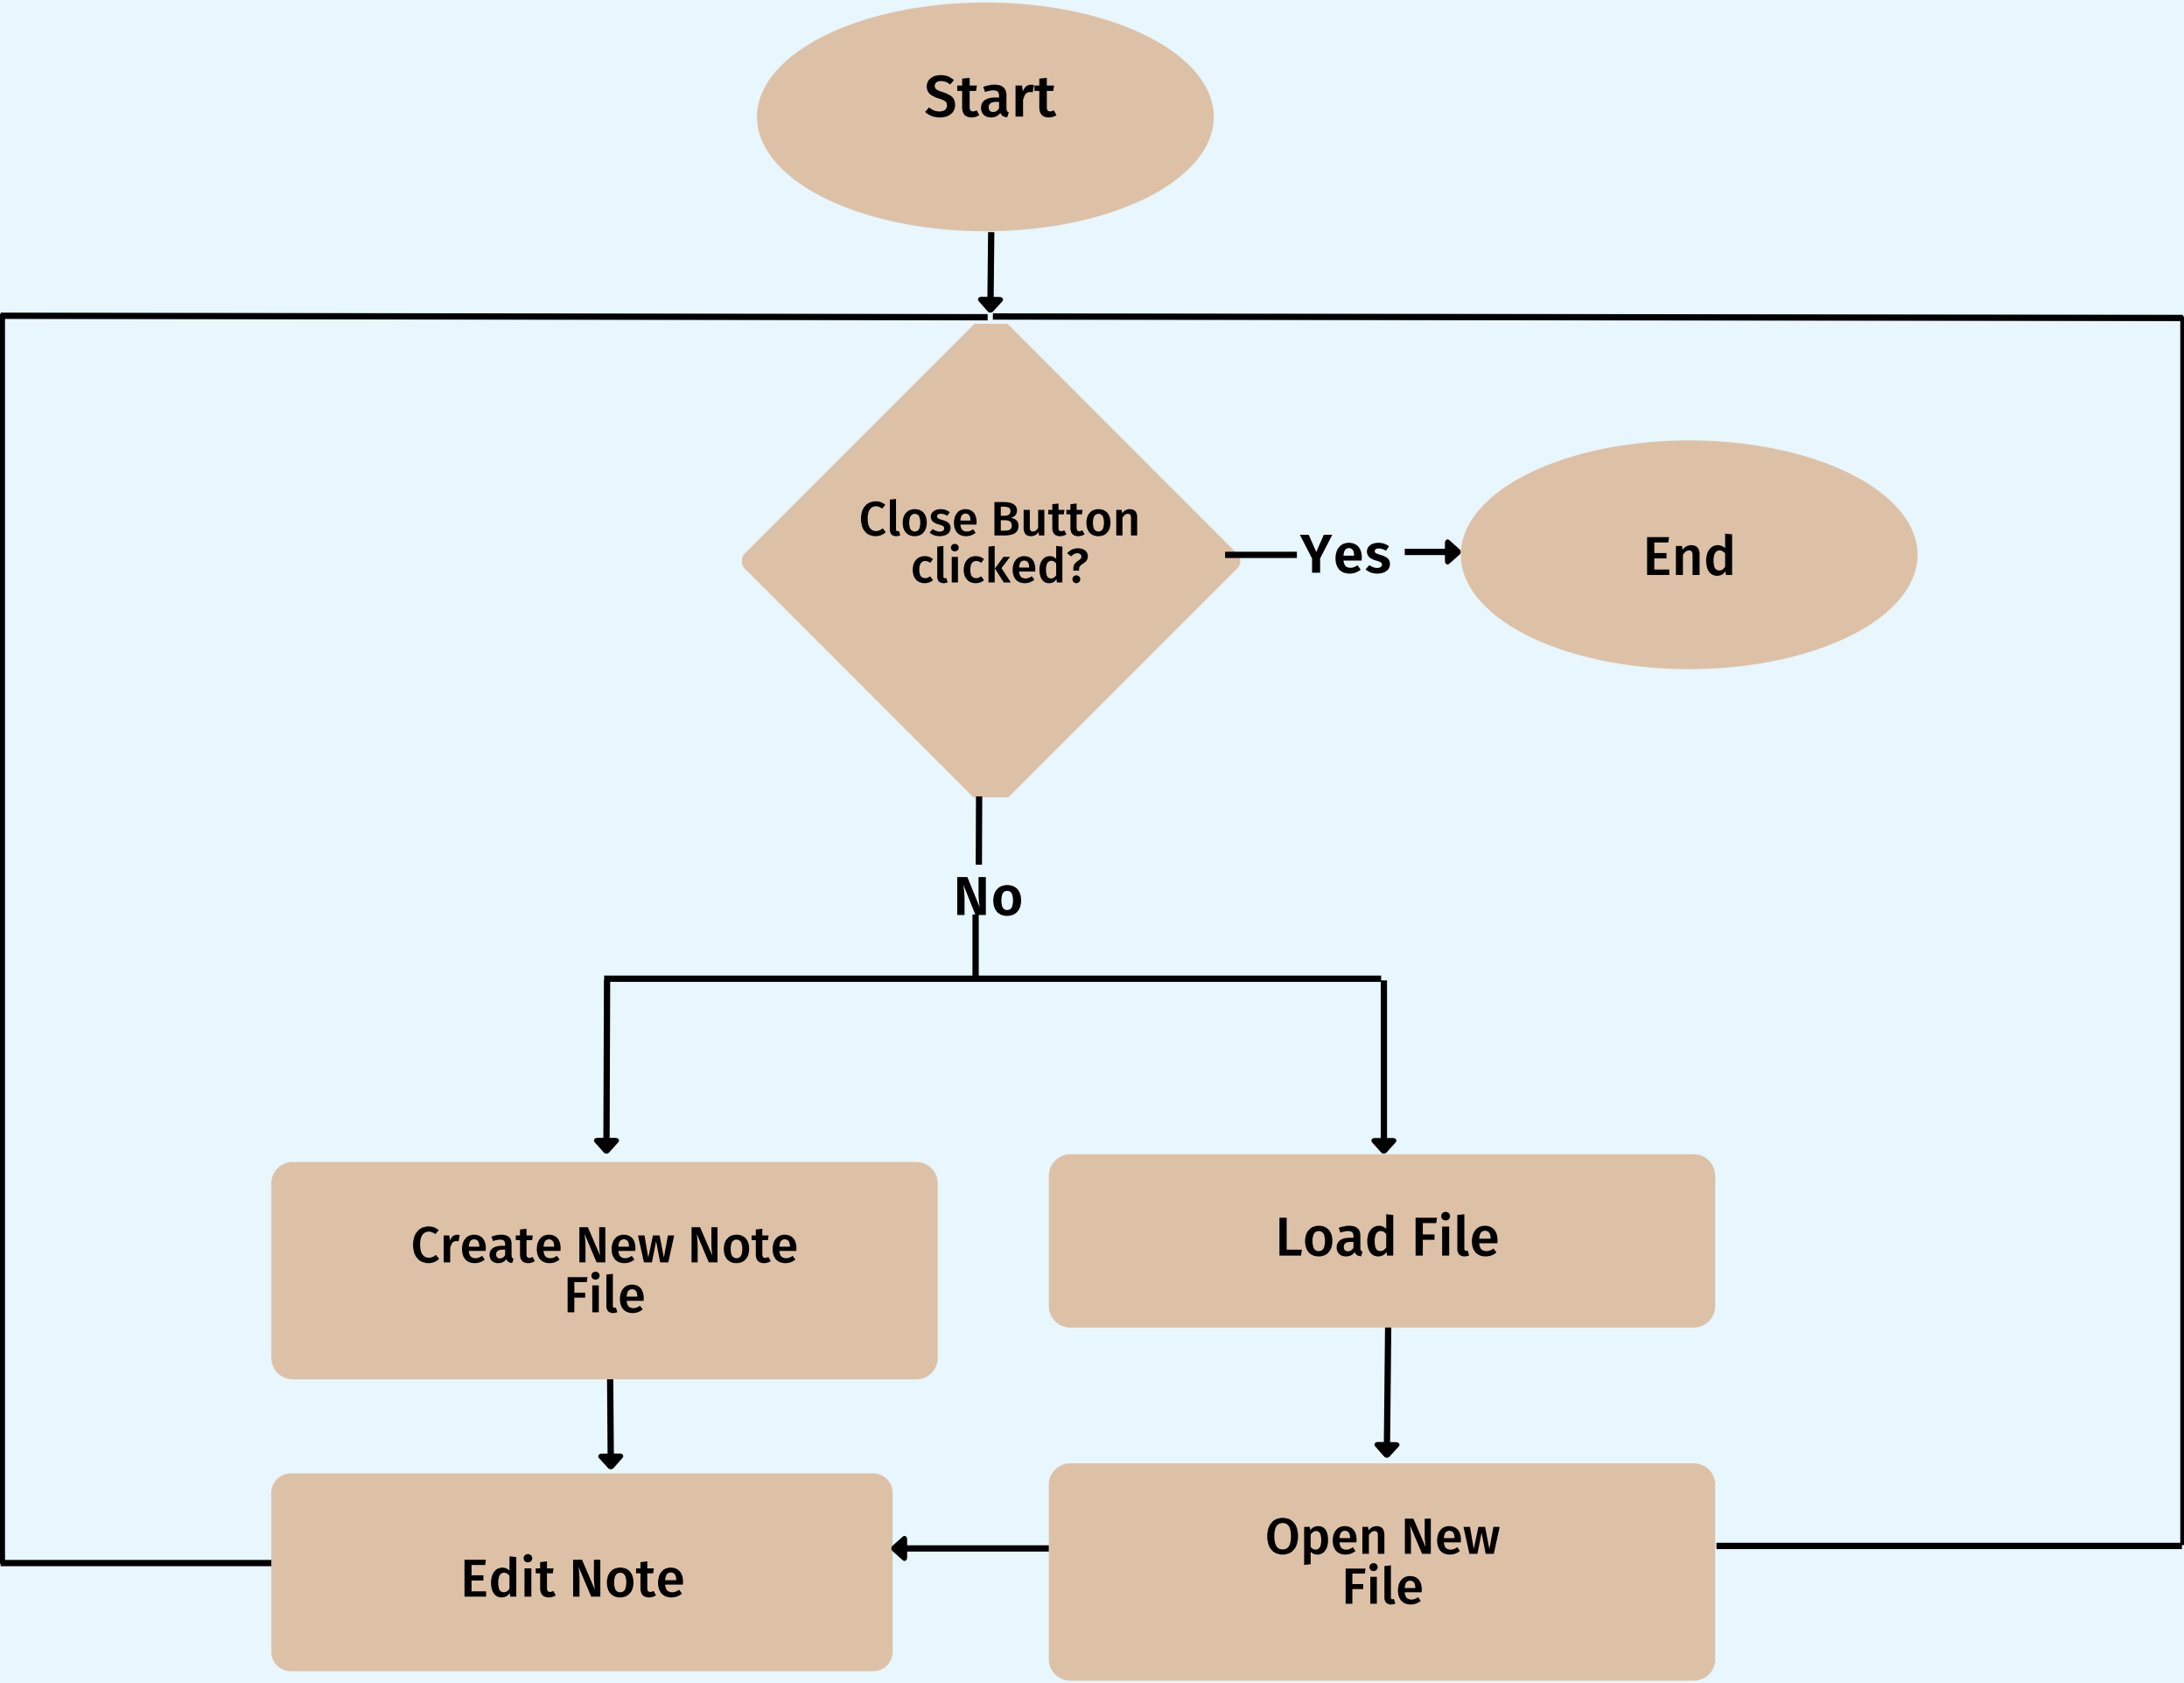 Start
Close Button
clicked?
Yes
End
No
Create New Note
File
Load File
Edit Note
Open New
File